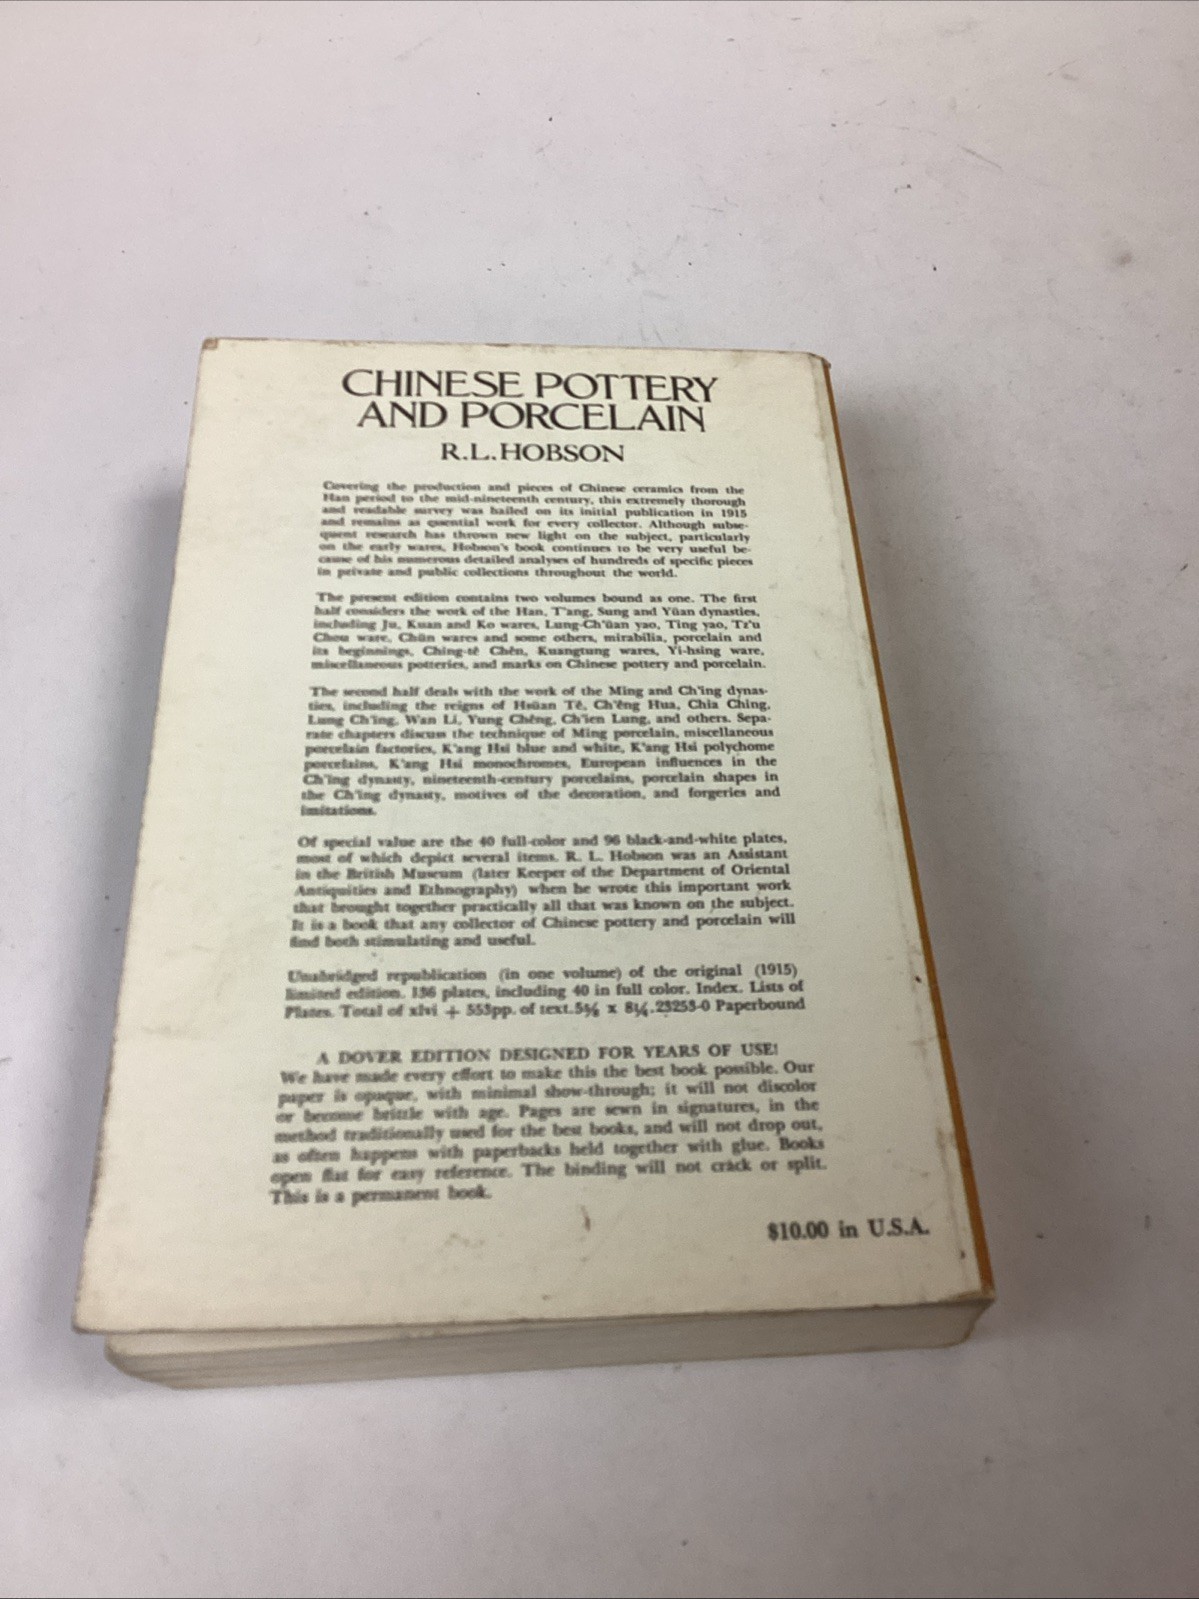 CHINESE POTTERY
AND PORCELAIN
R.L.HOBSON
Covering the production and pieces of Chinese ceramics from the
Han period to the mid-nineteenth century, this extremely thorough
and readable survey was hailed on its initial publication in 1915
and remains as essential work for every collector. Although subse-
quent research has thrown new light on the subject, particularly
on the early wares, Hobson's book continues to be very useful be-
cause of his numerous detailed analyses of hundreds of specific pieces
in private and public collections throughout the world.
The present edition contains two volumes bound as one. The first
half considers the work of the Han, T'ang, Sung and Yüan dynasties,
including Ju, Kuan and Ko wares, Lung-Ch'üan yao, Ting yao, Tz'u
Chou ware, Chün wares and some others, mirabilia, porcelain and
its beginnings, Ching-tê Chên, Kuangtung wares, Yi-hsing ware,
miscellaneous potteries, and marks on Chinese pottery and porcelain.
The second half deals with the work of the Ming and Ch'ing dynas-
ties, including the reigns of Hsüan Tê, Ch'êng Hua, Chia Ching,
Lung Ch'ing, Wan Li, Yung Chêng, Ch'ien Lung, and others. Sepa-
rate chapters discuss the technique of Ming porcelain, miscellaneous
porcelain factories, K'ang Hsi blue and white, K'ang Hsi polychome
porcelains, K'ang Hsi monochromes, European influences in the
Ch'ing dynasty, nineteenth-century porcelains, porcelain shapes in
the Ch'ing dynasty, motives of the decoration, and forgeries and
imitations.
Of special value are the 40 full-color and 96 black-and-white plates,
most of which depict several items. R. L. Hobson was an Assistant
in the British Museum (later Keeper of the Department of Oriental
Antiquities and Ethnography) when he wrote this important work
that brought together practically all that was known on the subject.
It is a book that any collector of Chinese pottery and porcelain will
find both stimulating and useful.
Unabridged republication (in one volume) of the original (1915)
limited edition. 136 plates, including 40 in full color. Index. Lists of
Plates. Total of xlvi + 553pp. of text. 5⅝ x 8¼. 23253-0 Paperbound
A DOVER EDITION DESIGNED FOR YEARS OF USE!
We have made every effort to make this the best book possible. Our
paper is opaque, with minimal show-through; it will not discolor
or become brittle with age. Pages are sewn in signatures, in the
method traditionally used for the best books, and will not drop out,
as often happens with paperbacks held together with glue. Books
open flat for easy reference. The binding will not crack or split.
This is a permanent book.
$10.00 in U.S.A.